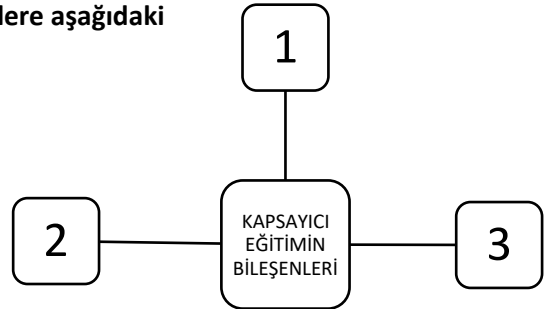 lere aşağıdaki
1
KAPSAYICI
EĞİTİMİN
BİLEŞENLERİ
2
3